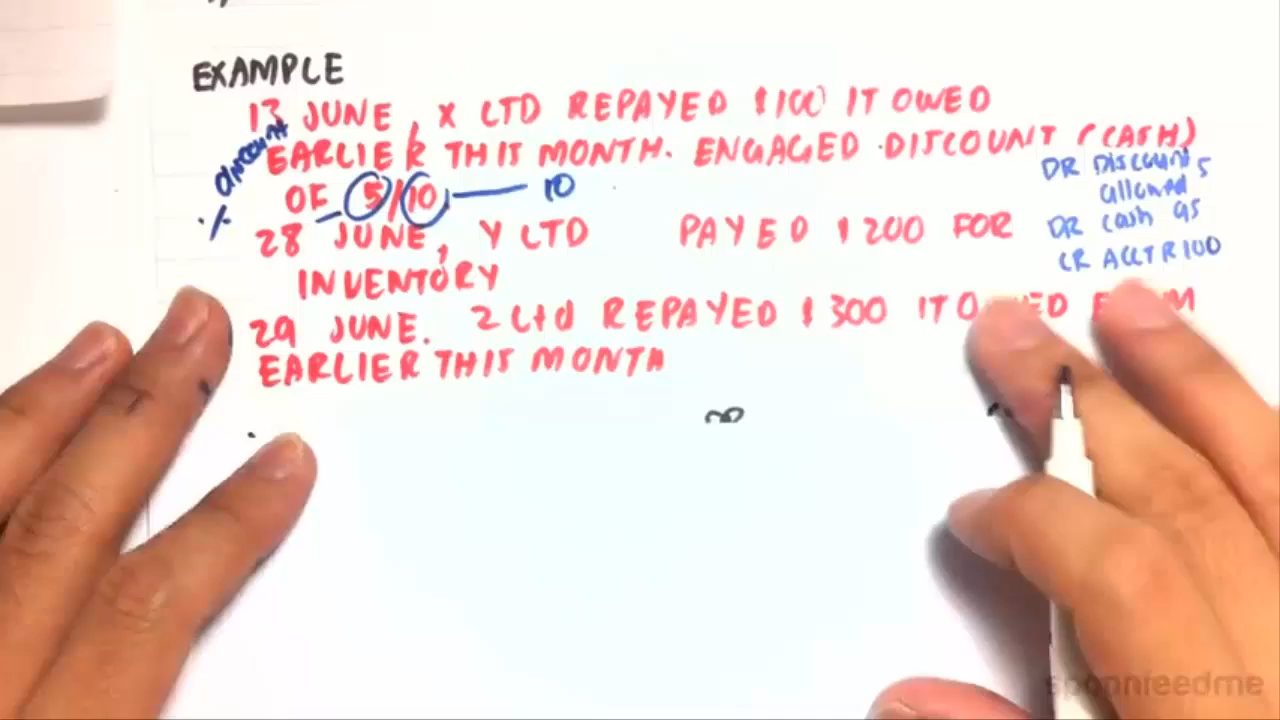 EXAMPLE
13 JUNE, X LTD REPAYED $100 IT OWED
EARLIER THIS MONTH. ENGAGED DISCOUNT (CASH)
OF 5/10 10
% discount
28 JUNE, Y LTD PAYED $200 FOR
INVENTORY
29 JUNE. Z Ltd REPAYED $300 IT
EARLIER THIS MONTH
DR Discount 5
allowed
DR cash 95
CR ACCT R 100
spoonfeedme